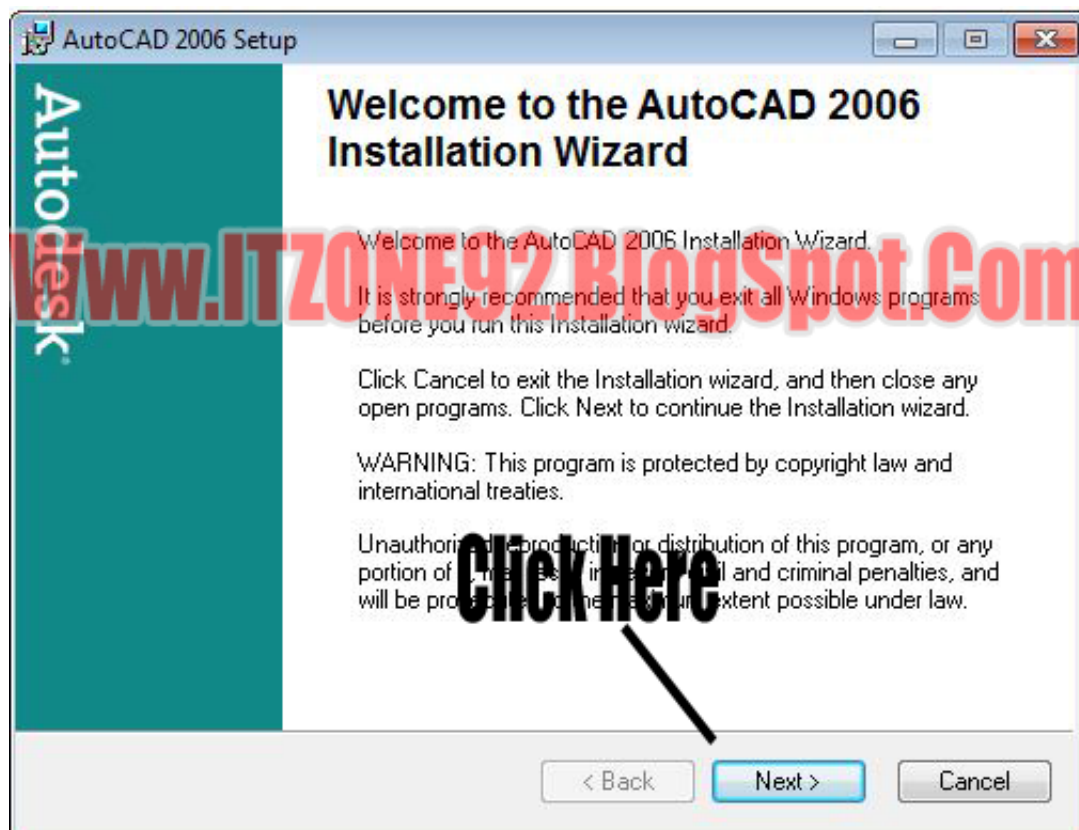 AutoCAD 2006 Setup
Autodesk
Welcome to the AutoCAD 2006
Installation Wizard
Welcome to the AutoCAD 2006 Installation Wizard.
Www.ITZONE92.BlogSpot.Com
It is strongly recommended that you exit all Windows programs
before you run this Installation wizard.
Click Cancel to exit the Installation wizard, and then close any
open programs. Click Next to continue the Installation wizard.
WARNING: This program is protected by copyright law and
international treaties.
Unauthorized reproduction or distribution of this program, or any
portion of and criminal penalties, and
will be extent possible under law.
Click Here
< Back
Next >
Cancel